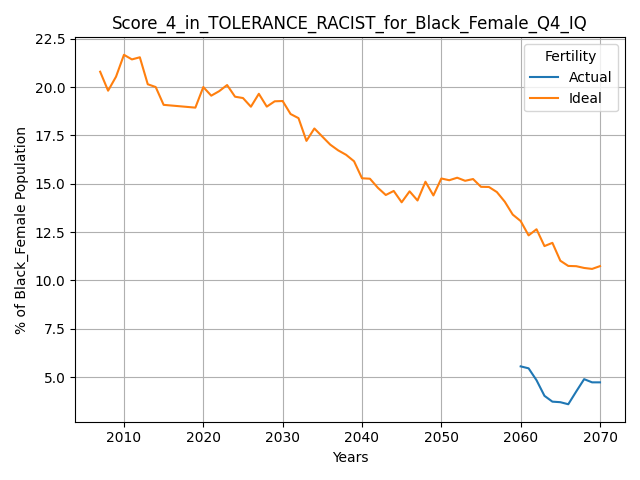 Score_4_in_TOLERANCE_RACIST_for_Black_Female_Q4_IQ
Fertility
Actual
Ideal
% of Black_Female Population
22.5
20.0
17.5
15.0
12.5
10.0
7.5
5.0
2010 2020 2030 2040 2050 2060 2070
Years